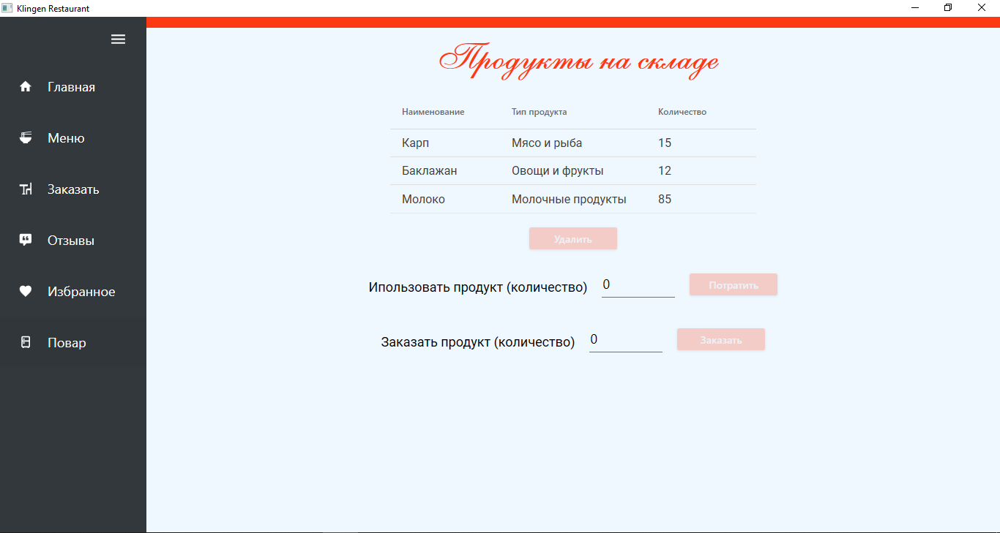 Klingen Restaurant
Главная
Меню
Заказать
Отзывы
Избранное
Повар
Продукты на складе
Наименование Тип продукта Количество
Карп Мясо и рыба 15
Баклажан Овощи и фрукты 12
Молоко Молочные продукты 85
Удалить
Ипользовать продукт (количество) 0 Потратить
Заказать продукт (количество) 0 Заказать